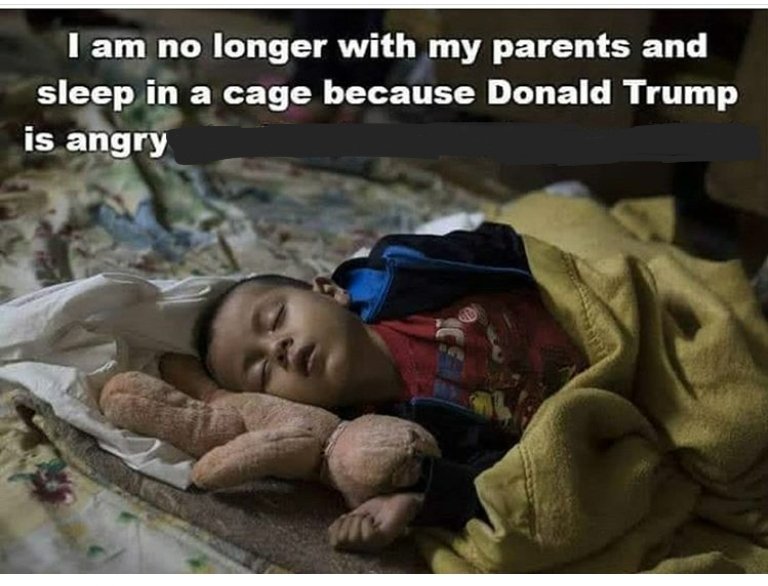 I am no longer with my parents and
sleep in a cage because Donald Trump
is angry